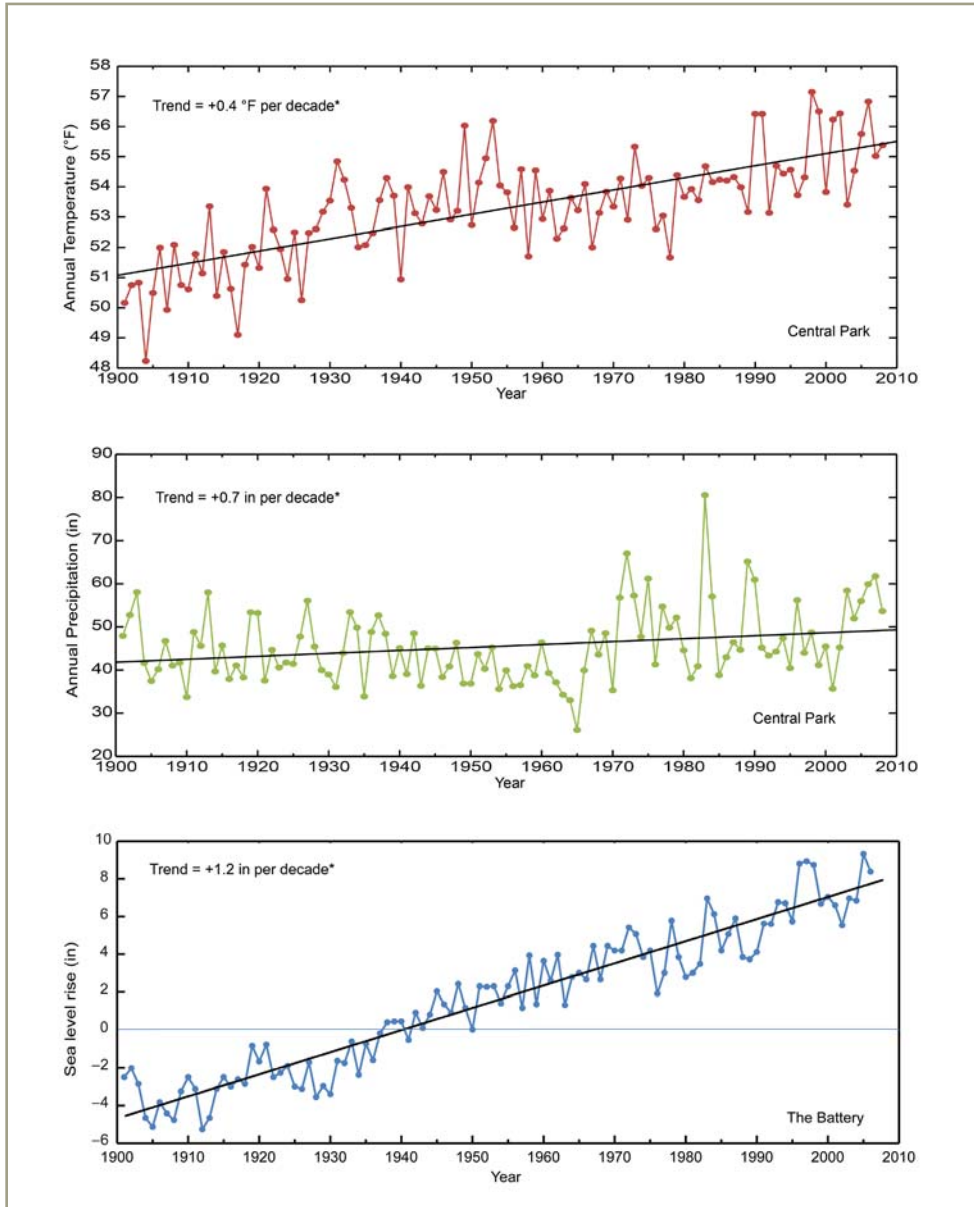 58
57
56
55
54
53
52
51
50
49
48
Annual Temperature (°F)
Trend = +0.4 °F per decade*
Central Park
1900 1910 1920 1930 1940 1950 1960 1970 1980 1990 2000 2010
Year
90
80
70
60
50
40
30
20
Annual Precipitation (in)
Trend = +0.7 in per decade*
Central Park
1900 1910 1920 1930 1940 1950 1960 1970 1980 1990 2000 2010
Year
10
8
6
4
2
0
−2
−4
−6
Sea level rise (in)
Trend = +1.2 in per decade*
The Battery
1900 1910 1920 1930 1940 1950 1960 1970 1980 1990 2000 2010
Year